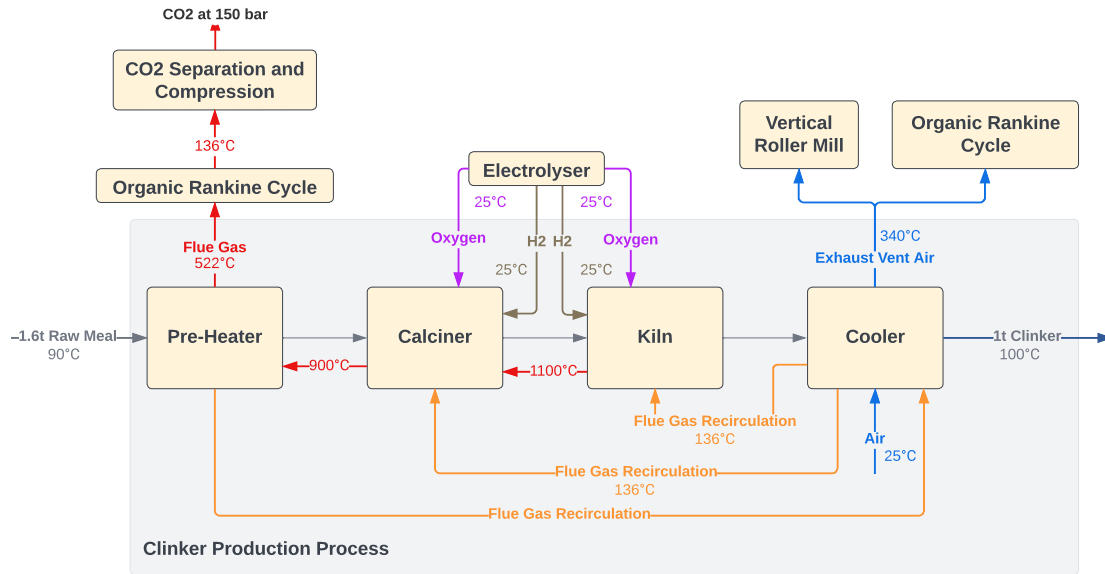 CO2 at 150 bar
CO2 Separation and
Compression
136°C
Organic Rankine Cycle
Flue Gas
522°C
Electrolyser
25°C
25°C
Oxygen
H2
H2
Oxygen
25°C
25°C
Vertical
Roller Mill
Organic Rankine
Cycle
340°C
Exhaust Vent Air
1.6t Raw Meal
90°C
Pre-Heater
Calciner
Kiln
Cooler
1t Clinker
100°C
900°C
1100°C
Flue Gas Recirculation
136°C
Air
25°C
Flue Gas Recirculation
136°C
Flue Gas Recirculation
Clinker Production Process